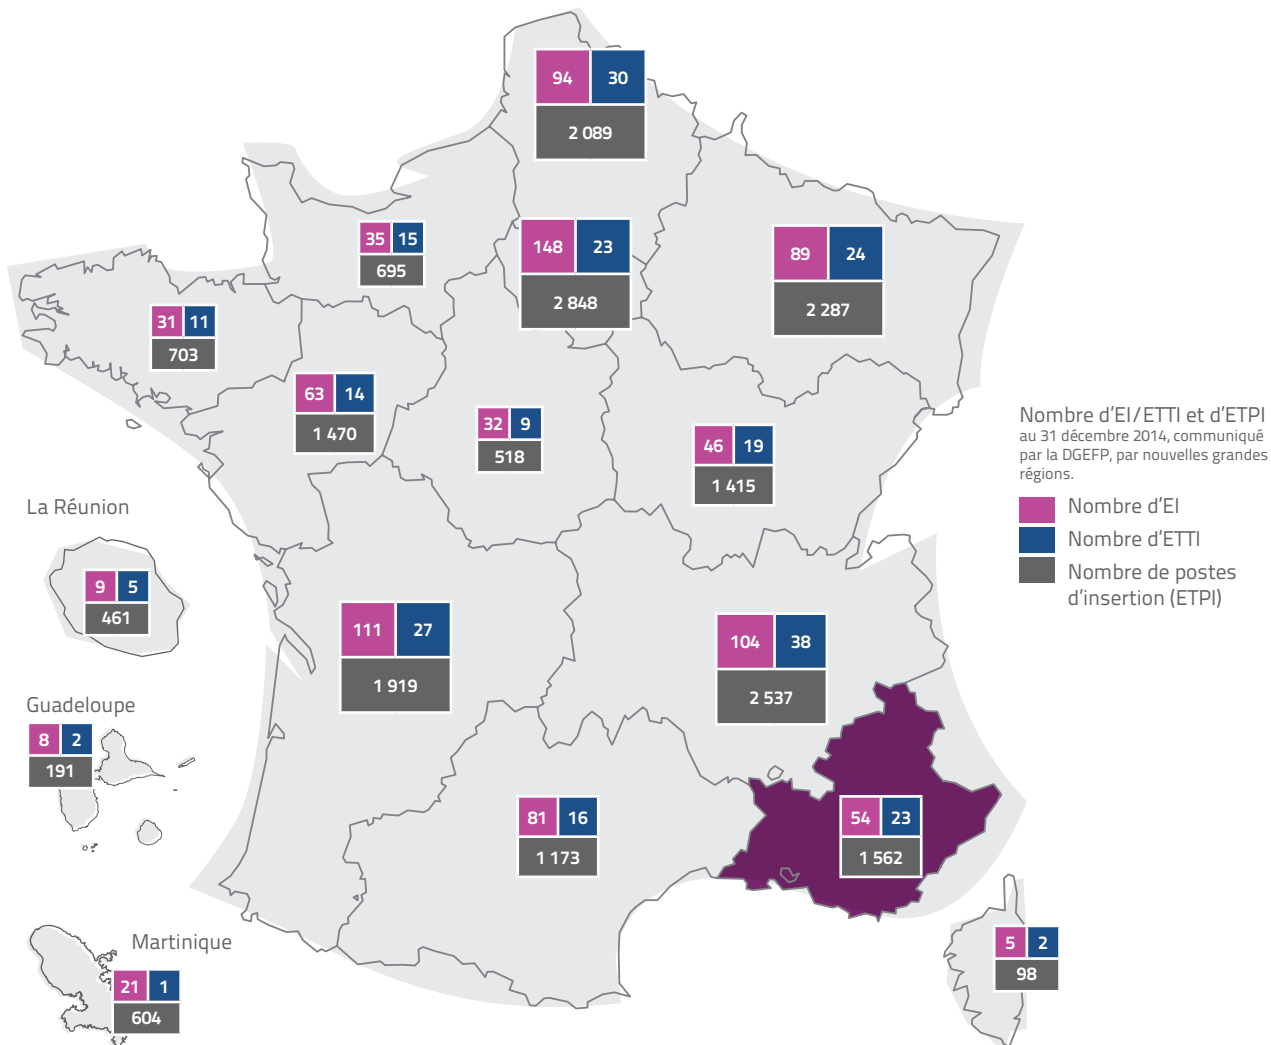 94 30
2 089
35 15
695
148 23
2 848
89 24
2 287
31 11
703
63 14
1 470
32 9
518
46 19
1 415
Nombre d'EI/ETTI et d'ETPI
au 31 décembre 2014, communiqué
par la DGEFP, par nouvelles grandes
régions.
Nombre d'EI
Nombre d'ETTI
Nombre de postes
d'insertion (ETPI)
La Réunion
9 5
461
111 27
1 919
104 38
2 537
Guadeloupe
8 2
191
81 16
1 173
54 23
1 562
Martinique
21 1
604
5 2
98